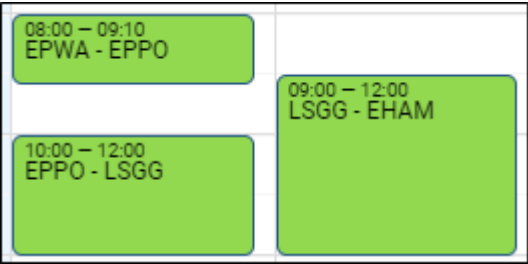 08:00 – 09:10
EPWA - EPPO
10:00 – 12:00
EPPO - LSGG
09:00 – 12:00
LSGG - EHAM